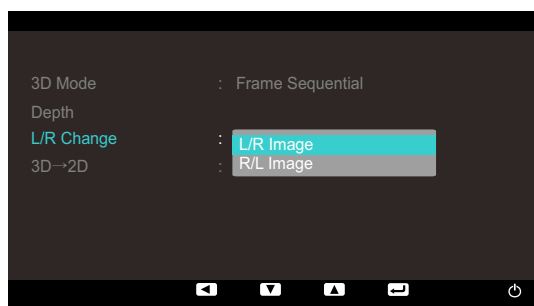 3D Mode : Frame Sequential
Depth
L/R Change : L/R Image
R/L Image
3D→2D :